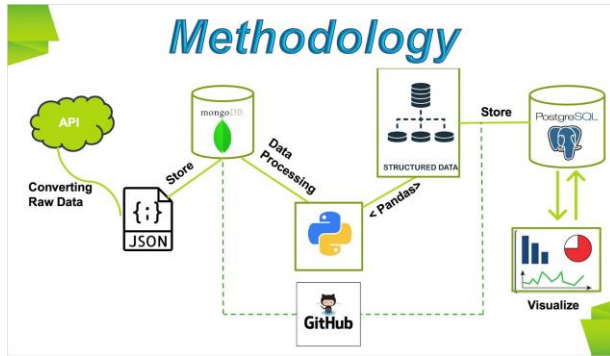 Methodology
API
Converting
Raw Data
{;}
JSON
Store
mongoDB
Data
Processing
< Pandas>
STRUCTURED DATA
Store
PostgreSQL
Visualize
GitHub